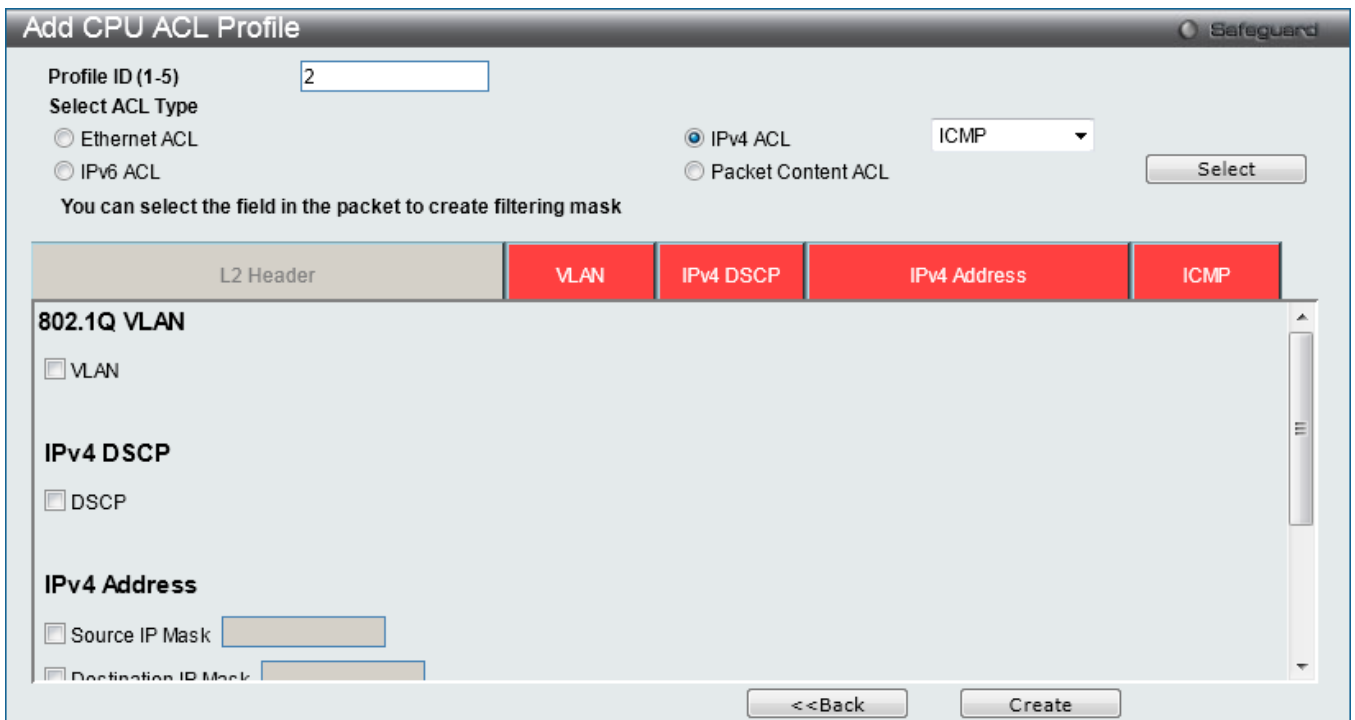 Add CPU ACL Profile
Safeguard
Profile ID (1-5) 2
Select ACL Type
Ethernet ACL IPv4 ACL ICMP
IPv6 ACL Packet Content ACL Select
You can select the field in the packet to create filtering mask
L2 Header VLAN IPv4 DSCP IPv4 Address ICMP
802.1Q VLAN
VLAN
IPv4 DSCP
DSCP
IPv4 Address
Source IP Mask
Destination IP Mask
<<Back Create